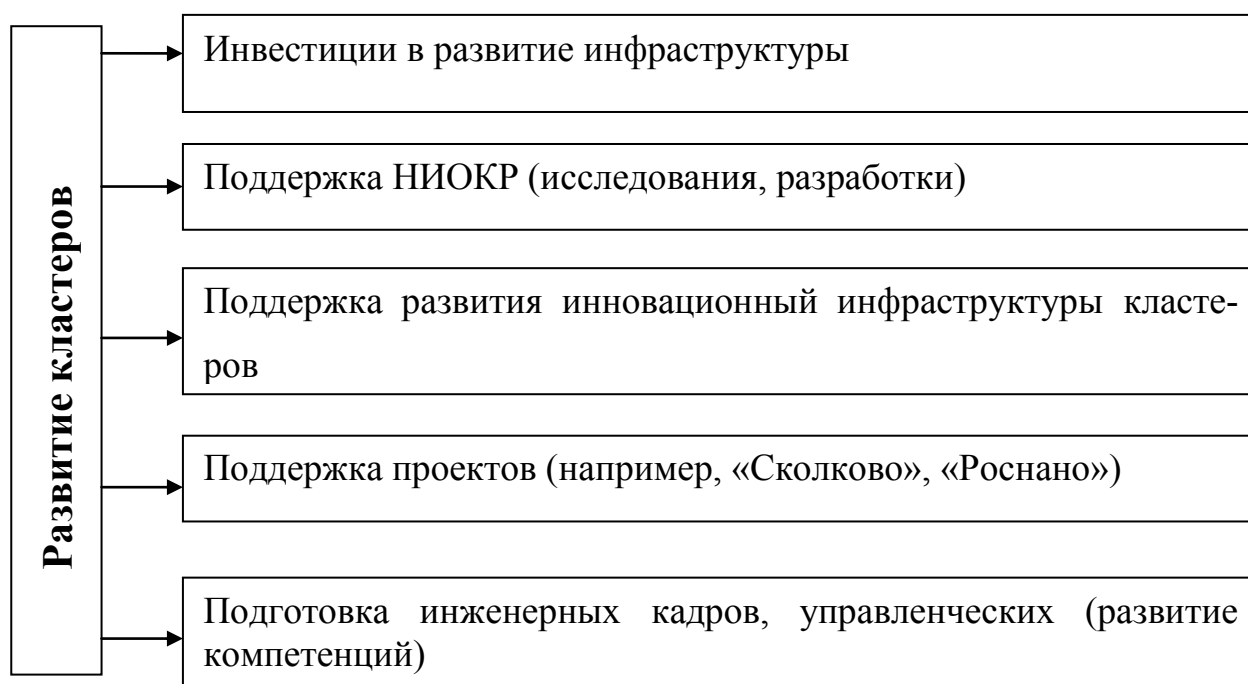 Развитие кластеров
Инвестиции в развитие инфраструктуры
Поддержка НИОКР (исследования, разработки)
Поддержка развития инновационный инфраструктуры класте-
ров
Поддержка проектов (например, «Сколково», «Роснано»)
Подготовка инженерных кадров, управленческих (развитие
компетенций)